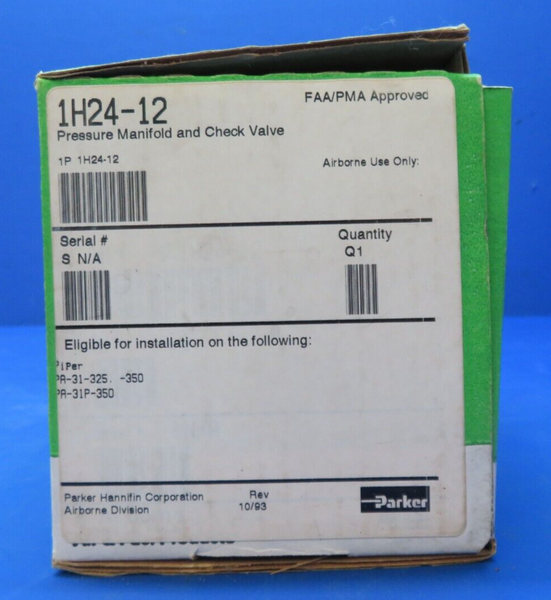 1H24-12
FAA/PMA Approved
Pressure Manifold and Check Valve
1P 1H24-12
Airborne Use Only:
Serial #
Quantity
S N/A
Q1
Eligible for installation on the following:
Piper
PA-31-325. -350
PA-31P-350
Parker Hannifin Corporation
Rev
Airborne Division
10/93
Parker